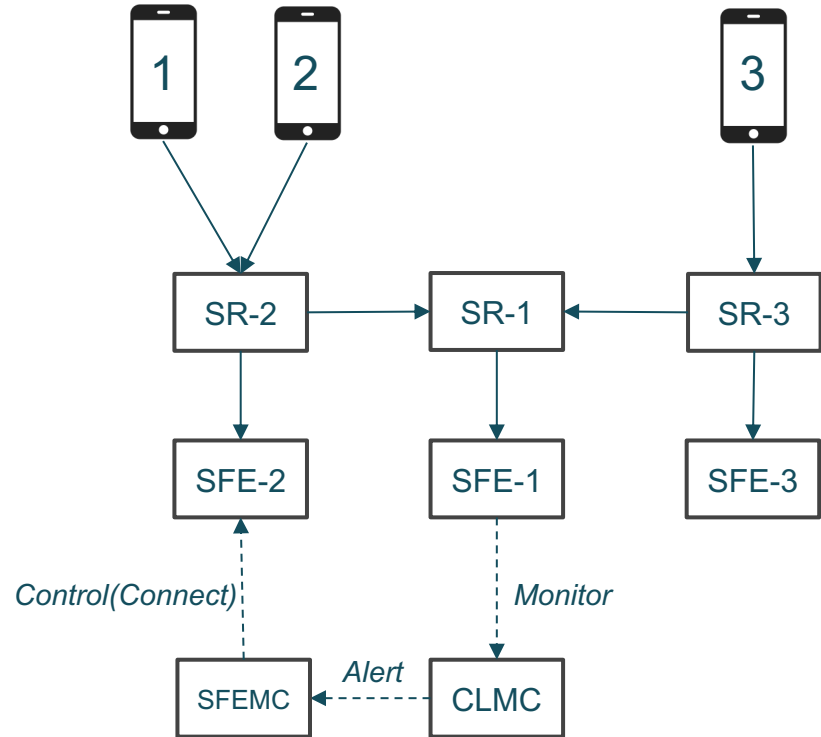 1
2
3
SR-2
SR-1
SR-3
SFE-2
SFE-1
SFE-3
Control(Connect)
Monitor
Alert
SFEMC
CLMC